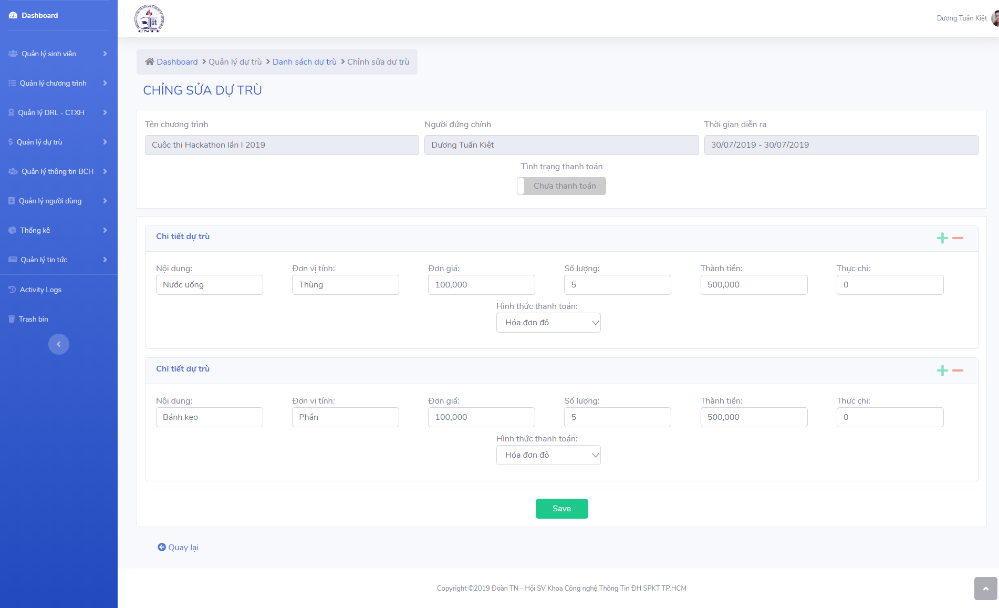 Dashboard
Quản lý sinh viên
Quản lý chương trình
Quản lý DRL - CTXH
Quản lý dự trù
Quản lý thông tin BCH
Quản lý người dùng
Thống kê
Quản lý tin tức
Activity Logs
Trash bin
it
CNTT
Dương Tuấn Kiệt
Dashboard Quản lý dự trù Danh sách dự trù Chỉnh sửa dự trù
CHỈNG SỬA DỰ TRÙ
Tên chương trình Người đứng chính Thời gian diễn ra
Cuộc thi Hackathon lần I 2019 Dương Tuấn Kiệt 30/07/2019 - 30/07/2019
Tình trạng thanh toán
Chưa thanh toán
Chi tiết dự trù
Nội dung: Đơn vị tính: Đơn giá: Số lượng: Thành tiền: Thực chi:
Nước uống Thùng 100,000 5 500,000 0
Hình thức thanh toán:
Hóa đơn đỏ
Chi tiết dự trù
Nội dung: Đơn vị tính: Đơn giá: Số lượng: Thành tiền: Thực chi:
Bánh kẹo Phần 100,000 5 500,000 0
Hình thức thanh toán:
Hóa đơn đỏ
Save
Quay lại
Copyright ©2019 Đoàn TN - Hội SV Khoa Công nghệ Thông Tin ĐH SPKT TP.HCM